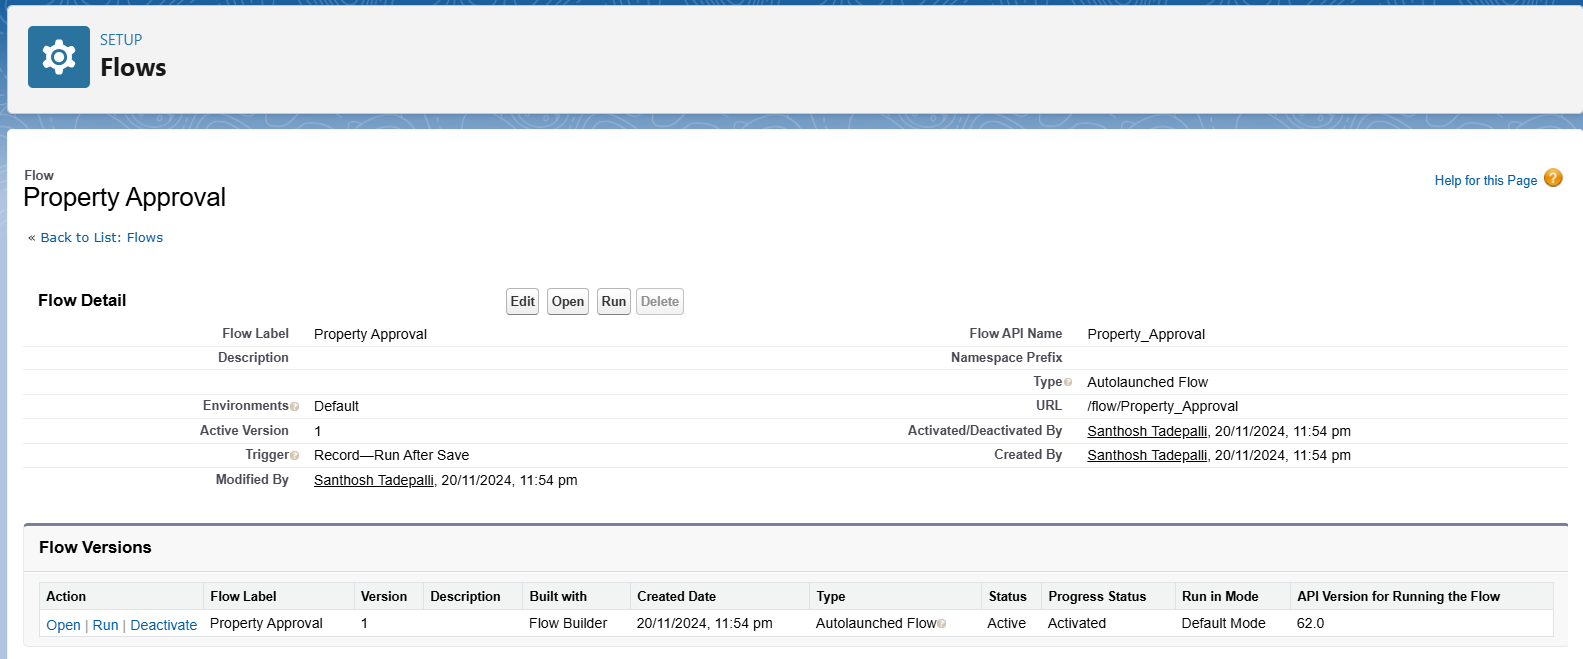 SETUP
Flows
Flow
Property Approval
Help for this Page ?
« Back to List: Flows
Flow Detail
Edit Open Run Delete
Flow Label Property Approval Flow API Name Property_Approval
Description Namespace Prefix
Type ? Autolaunched Flow
Environments ? Default URL /flow/Property_Approval
Active Version 1 Activated/Deactivated By Santhosh Tadepalli, 20/11/2024, 11:54 pm
Trigger ? Record—Run After Save Created By Santhosh Tadepalli, 20/11/2024, 11:54 pm
Modified By Santhosh Tadepalli, 20/11/2024, 11:54 pm
Flow Versions
Action Flow Label Version Description Built with Created Date Type Status Progress Status Run in Mode API Version for Running the Flow
Open | Run | Deactivate Property Approval 1 Flow Builder 20/11/2024, 11:54 pm Autolaunched Flow ? Active Activated Default Mode 62.0